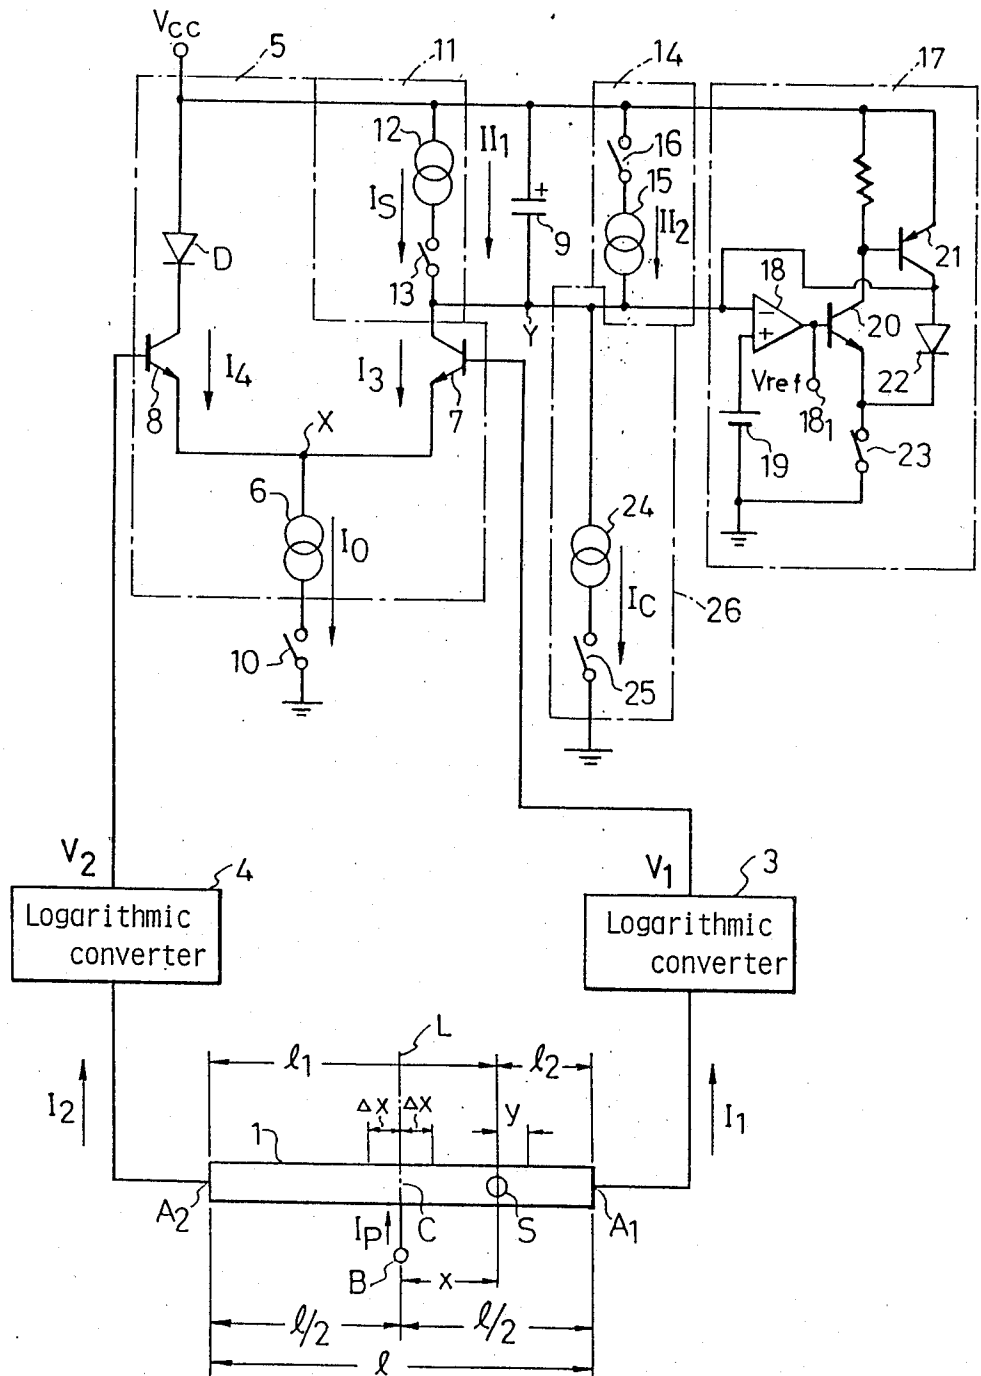 VCC
5
11
14
17
12
IS
II1
+
9
16
15
II2
D
13
18
21
20
22
Y
I4
I3
8
7
Vref
181
19
23
X
6
I0
24
IC
26
10
25
V2
4
V1
3
Logarithmic
converter
Logarithmic
converter
L
ℓ1
ℓ2
I2
ΔX
ΔX
y
I1
1
A2
IP
C
S
A1
B
x
ℓ/2
ℓ/2
ℓ